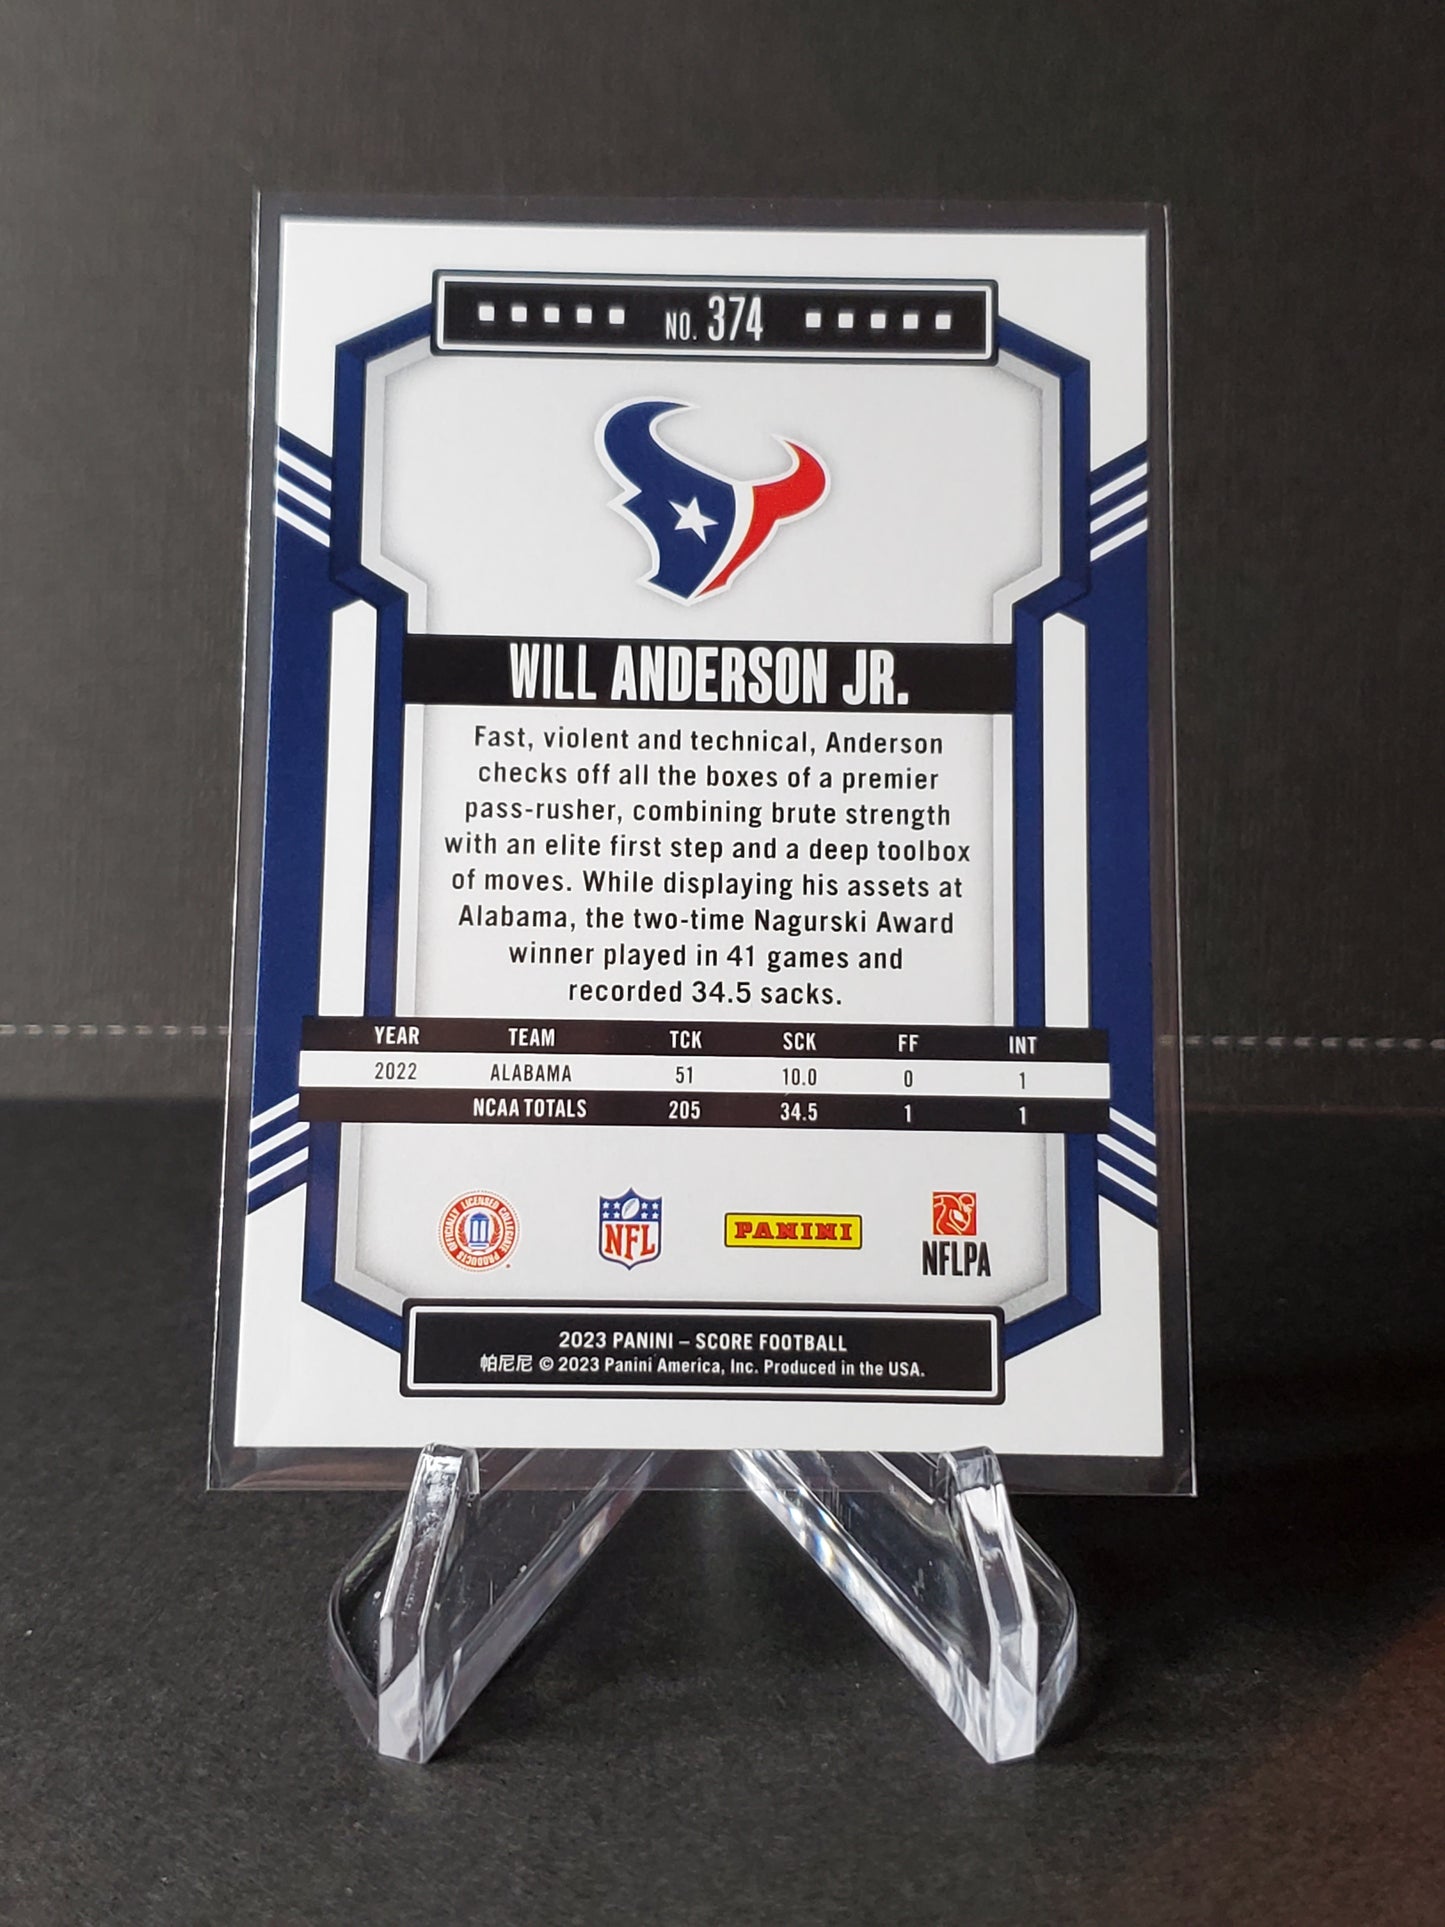 NO. 374
WILL ANDERSON JR.
Fast, violent and technical, Anderson
checks off all the boxes of a premier
pass-rusher, combining brute strength
with an elite first step and a deep toolbox
of moves. While displaying his assets at
Alabama, the two-time Nagurski Award
winner played in 41 games and
recorded 34.5 sacks.
YEAR TEAM TCK SCK FF INT
2022 ALABAMA 51 10.0 0 1
NCAA TOTALS 205 34.5 1 1
OFFICIALLY LICENSED COLLEGIATE PRODUCTS
NFL
PANINI
NFLPA
2023 PANINI – SCORE FOOTBALL
帕尼尼 © 2023 Panini America, Inc. Produced in the USA.